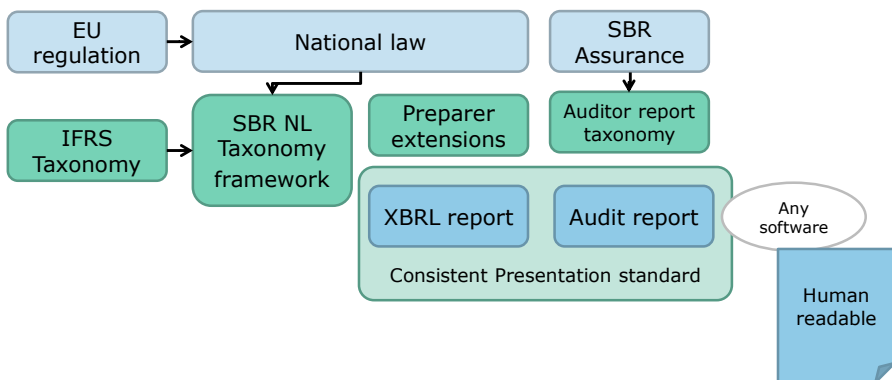 EU
regulation
National law
SBR
Assurance
IFRS
Taxonomy
SBR NL
Taxonomy
framework
Preparer
extensions
Auditor report
taxonomy
XBRL report
Audit report
Consistent Presentation standard
Any
software
Human
readable